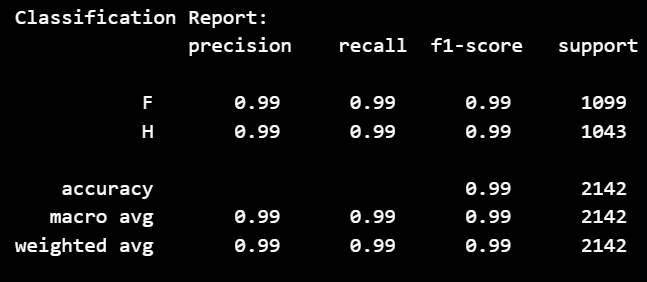 Classification Report:
precision recall f1-score support
F 0.99 0.99 0.99 1099
H 0.99 0.99 0.99 1043
accuracy 0.99 2142
macro avg 0.99 0.99 0.99 2142
weighted avg 0.99 0.99 0.99 2142